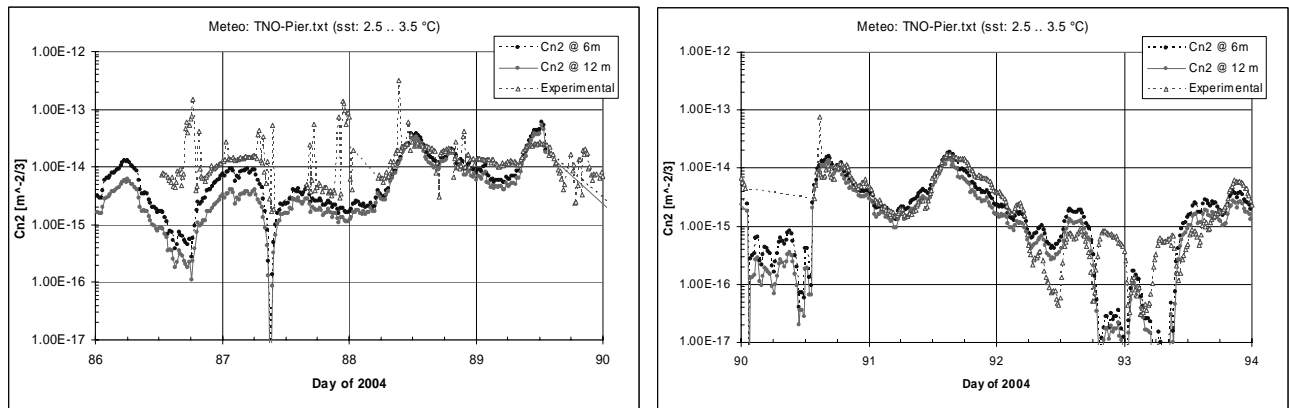 Meteo: TNO-Pier.txt (sst: 2.5 .. 3.5 °C)
1.00E-12
1.00E-13
1.00E-14
1.00E-15
1.00E-16
1.00E-17
Cn2 [m^-2/3]
Cn2 @ 6m
Cn2 @ 12 m
Experimental
86
87
88
89
90
Day of 2004
Meteo: TNO-Pier.txt (sst: 2.5 .. 3.5 °C)
1.00E-12
1.00E-13
1.00E-14
1.00E-15
1.00E-16
1.00E-17
Cn2 [m^-2/3]
Cn2 @ 6m
Cn2 @ 12 m
Experimental
90
91
92
93
94
Day of 2004